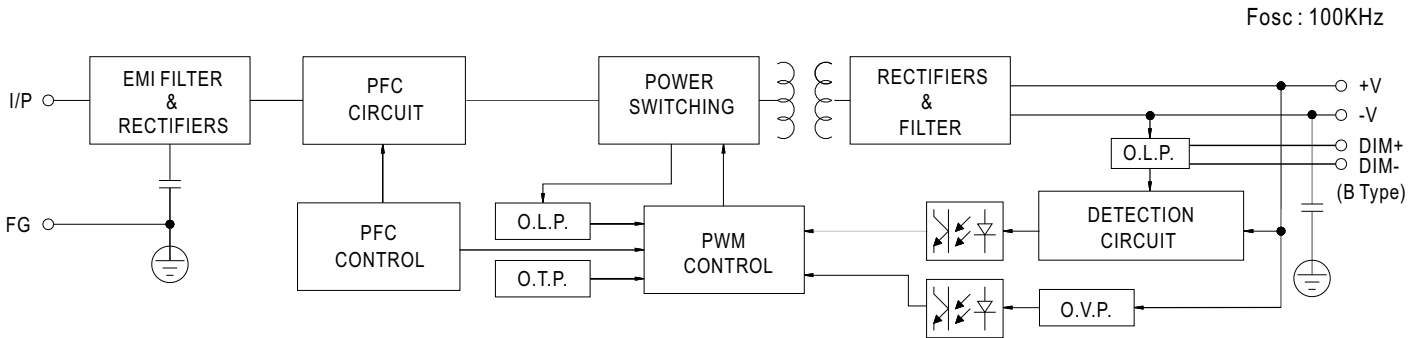 Fosc : 100KHz
I/P
EMI FILTER
&
RECTIFIERS
PFC
CIRCUIT
POWER
SWITCHING
RECTIFIERS
&
FILTER
+V
-V
DIM+
DIM-
(B Type)
O.L.P.
FG
PFC
CONTROL
O.L.P.
O.T.P.
PWM
CONTROL
DETECTION
CIRCUIT
O.V.P.